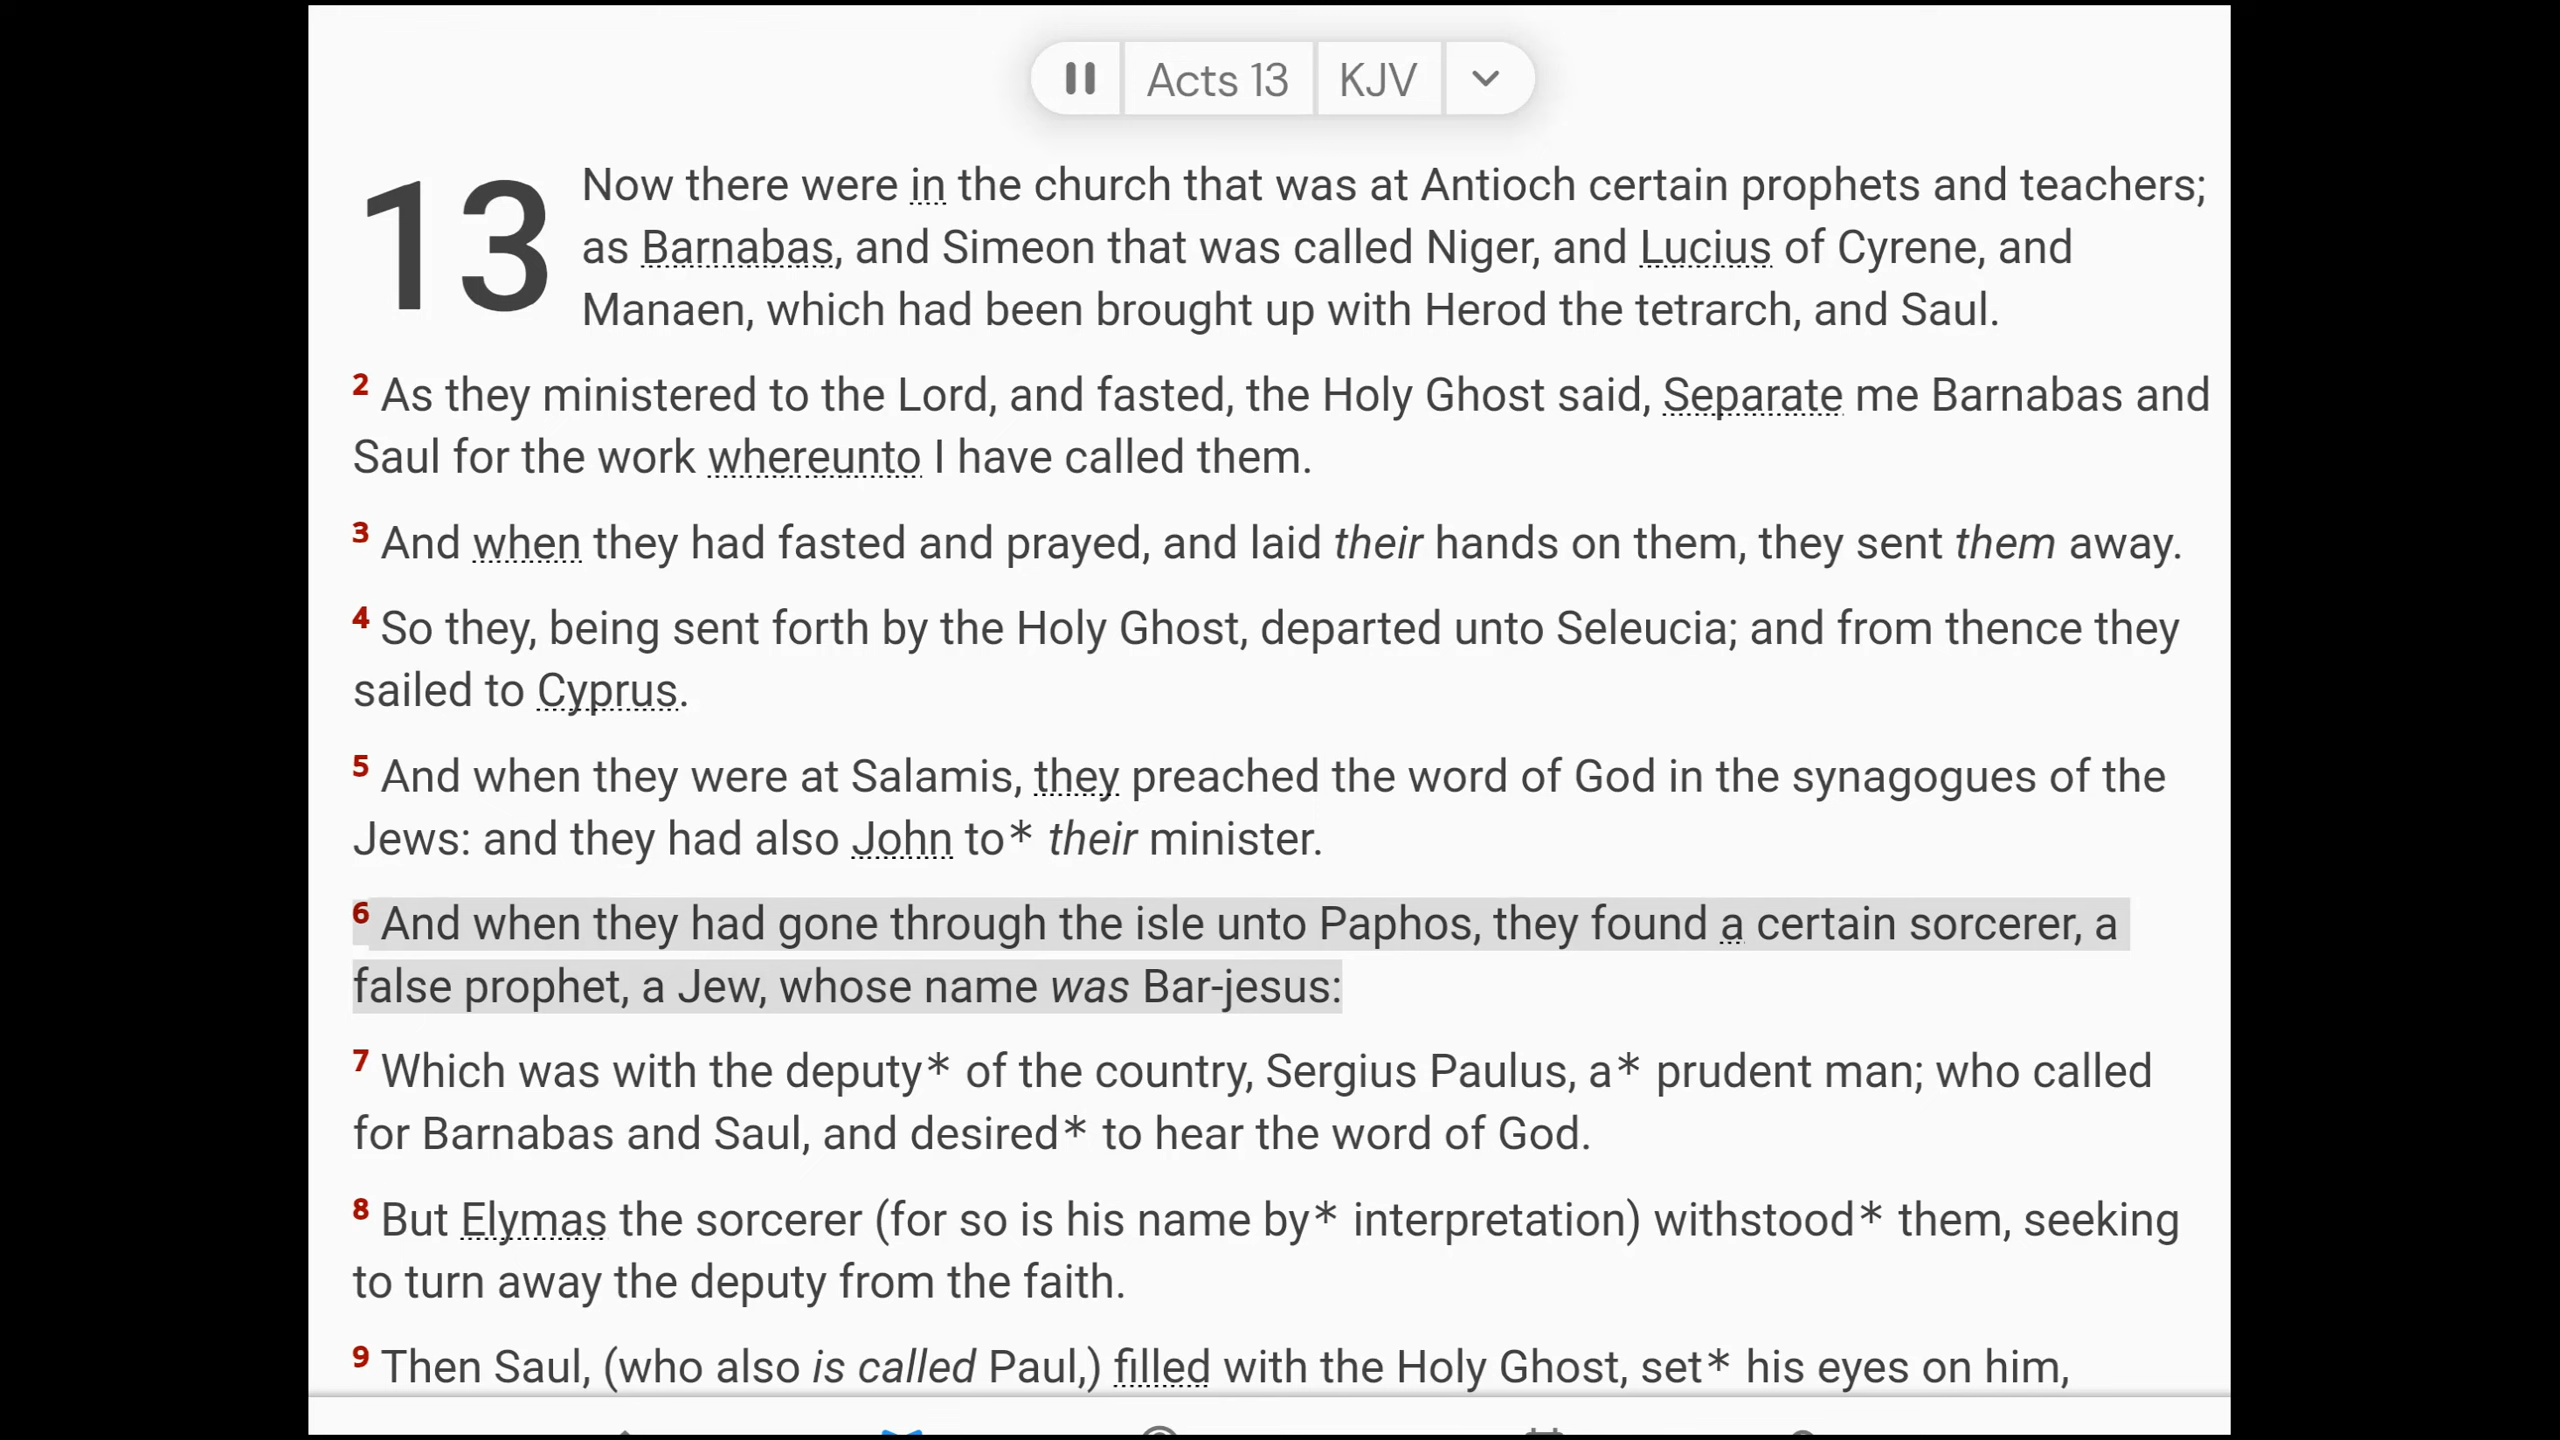 Acts 13 KJV
13 Now there were in the church that was at Antioch certain prophets and teachers;
as Barnabas, and Simeon that was called Niger, and Lucius of Cyrene, and
Manaen, which had been brought up with Herod the tetrarch, and Saul.
2 As they ministered to the Lord, and fasted, the Holy Ghost said, Separate me Barnabas and
Saul for the work whereunto I have called them.
3 And when they had fasted and prayed, and laid their hands on them, they sent them away.
4 So they, being sent forth by the Holy Ghost, departed unto Seleucia; and from thence they
sailed to Cyprus.
5 And when they were at Salamis, they preached the word of God in the synagogues of the
Jews: and they had also John to* their minister.
6 And when they had gone through the isle unto Paphos, they found a certain sorcerer, a
false prophet, a Jew, whose name was Bar-jesus:
7 Which was with the deputy* of the country, Sergius Paulus, a* prudent man; who called
for Barnabas and Saul, and desired* to hear the word of God.
8 But Elymas the sorcerer (for so is his name by* interpretation) withstood* them, seeking
to turn away the deputy from the faith.
9 Then Saul, (who also is called Paul,) filled with the Holy Ghost, set* his eyes on him,